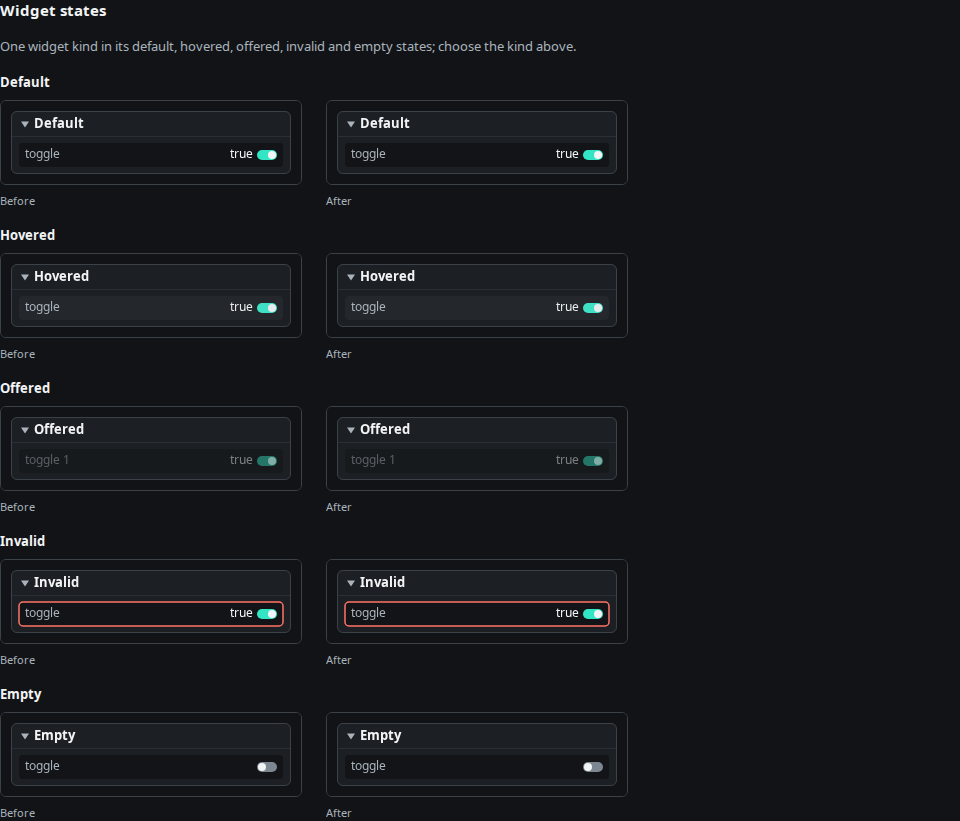 Widget states
One widget kind in its default, hovered, offered, invalid and empty states; choose the kind above.
Default
Default
toggle true
Default
toggle true
Before
After
Hovered
Hovered
toggle true
Hovered
toggle true
Before
After
Offered
Offered
toggle 1 true
Offered
toggle 1 true
Before
After
Invalid
Invalid
toggle true
Invalid
toggle true
Before
After
Empty
Empty
toggle
Empty
toggle
Before
After